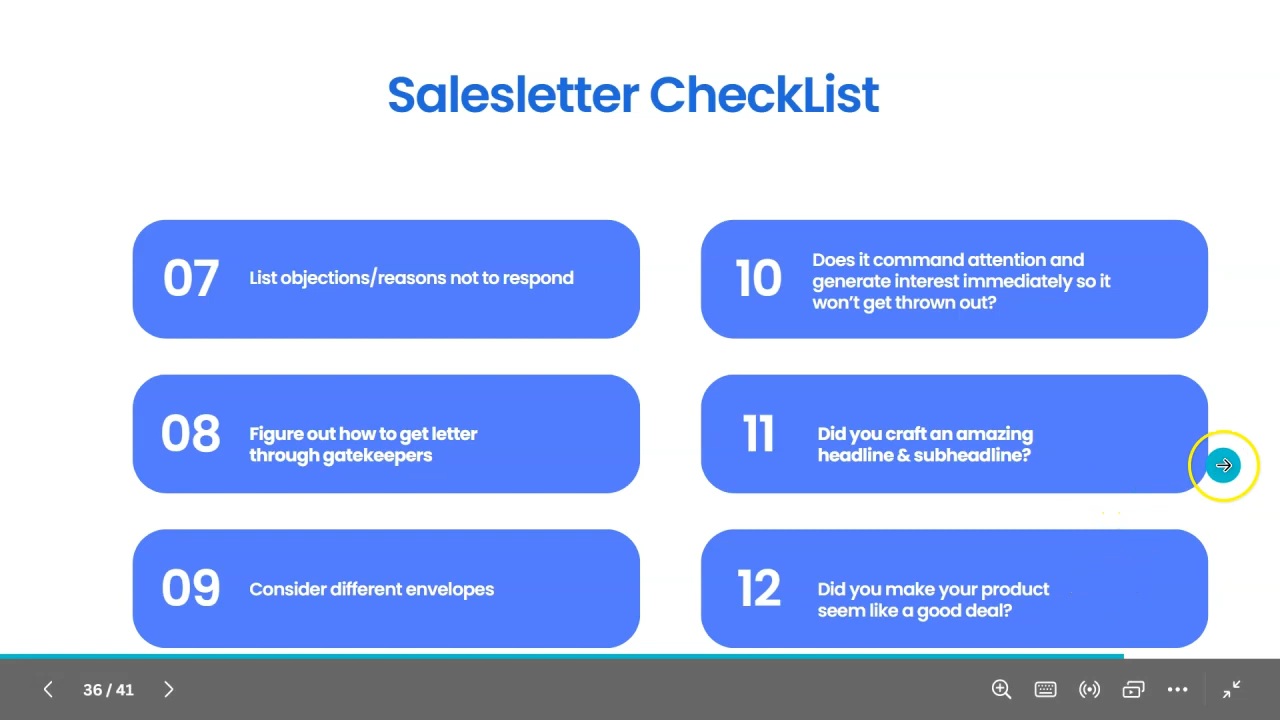 Salesletter CheckList
07
List objections/reasons not to respond
08
Figure out how to get letter
through gatekeepers
09
Consider different envelopes
10
Does it command attention and
generate interest immediately so it
won’t get thrown out?
11
Did you craft an amazing
headline & subheadline?
12
Did you make your product
seem like a good deal?
36 / 41